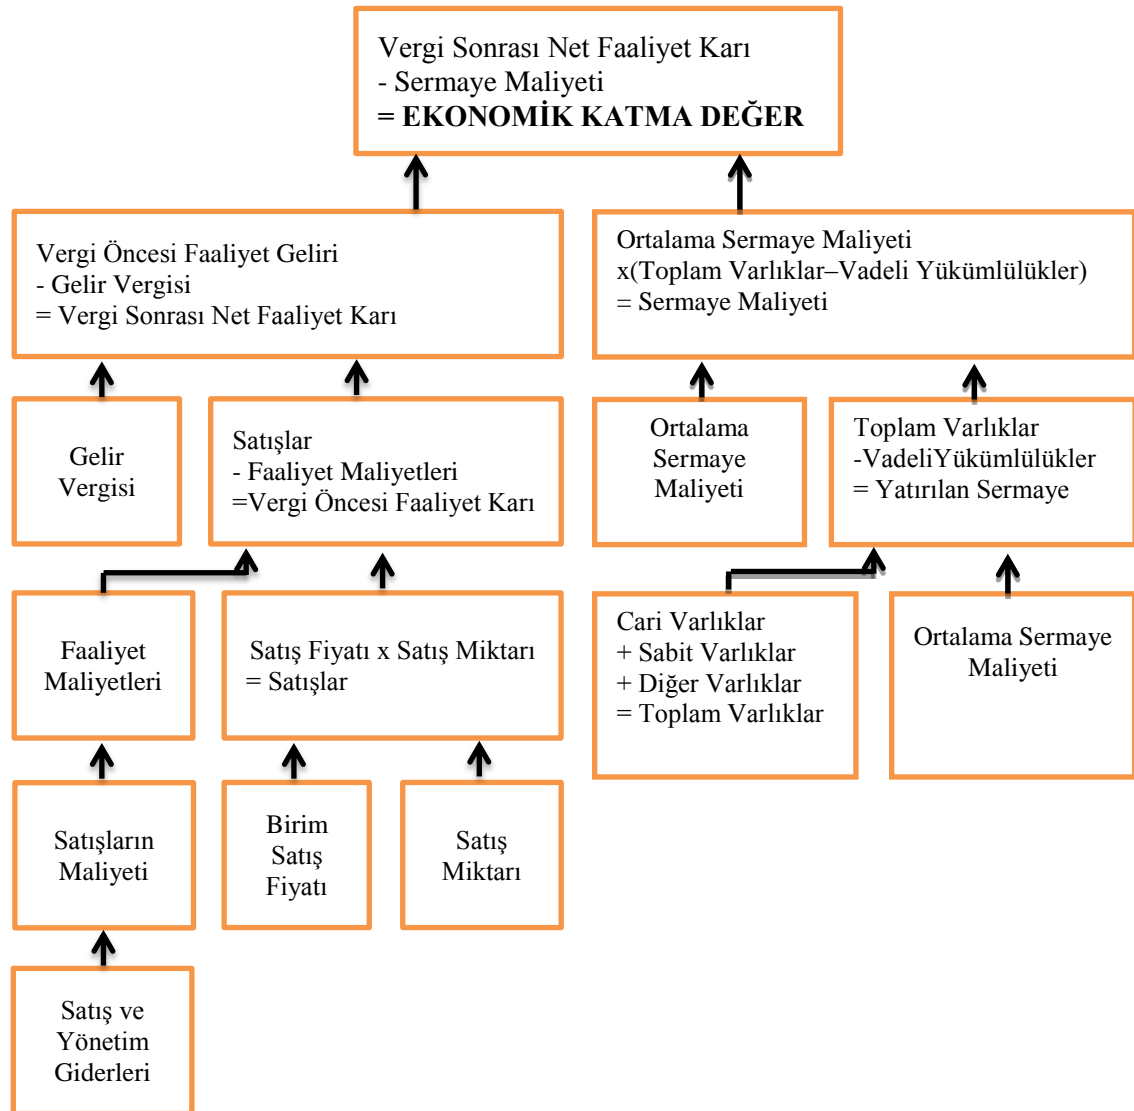 Vergi Sonrası Net Faaliyet Karı
- Sermaye Maliyeti
= EKONOMİK KATMA DEĞER
Vergi Öncesi Faaliyet Geliri
- Gelir Vergisi
= Vergi Sonrası Net Faaliyet Karı
Ortalama Sermaye Maliyeti
x(Toplam Varlıklar–Vadeli Yükümlülükler)
= Sermaye Maliyeti
Gelir
Vergisi
Satışlar
- Faaliyet Maliyetleri
=Vergi Öncesi Faaliyet Karı
Ortalama
Sermaye
Maliyeti
Toplam Varlıklar
-VadeliYükümlülükler
= Yatırılan Sermaye
Faaliyet
Maliyetleri
Satış Fiyatı x Satış Miktarı
= Satışlar
Cari Varlıklar
+ Sabit Varlıklar
+ Diğer Varlıklar
= Toplam Varlıklar
Ortalama Sermaye
Maliyeti
Satışların
Maliyeti
Birim
Satış
Fiyatı
Satış
Miktarı
Satış ve
Yönetim
Giderleri